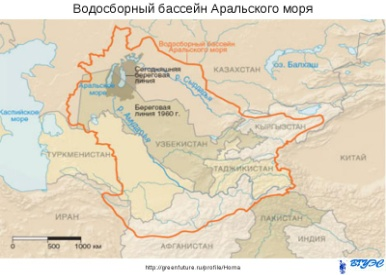 Водосборный бассейн Аральского моря
Водосборный бассейн
Аральского моря
Сегодняшняя
береговая
линия
КАЗАХСТАН
оз. Балхаш
Аральское
море
р. Сырдарья
Каспийское
море
Береговая
линия 1960 г.
р. Амударья
КЫРГЫЗСТАН
УЗБЕКИСТАН
ТУРКМЕНИСТАН
ТАДЖИКИСТАН
КИТАЙ
ИРАН
ПАКИСТАН
АФГАНИСТАН
ИНДИЯ
0 500 1000 км
http://greenfuture.ru/profile/Homa
ВГУЭС